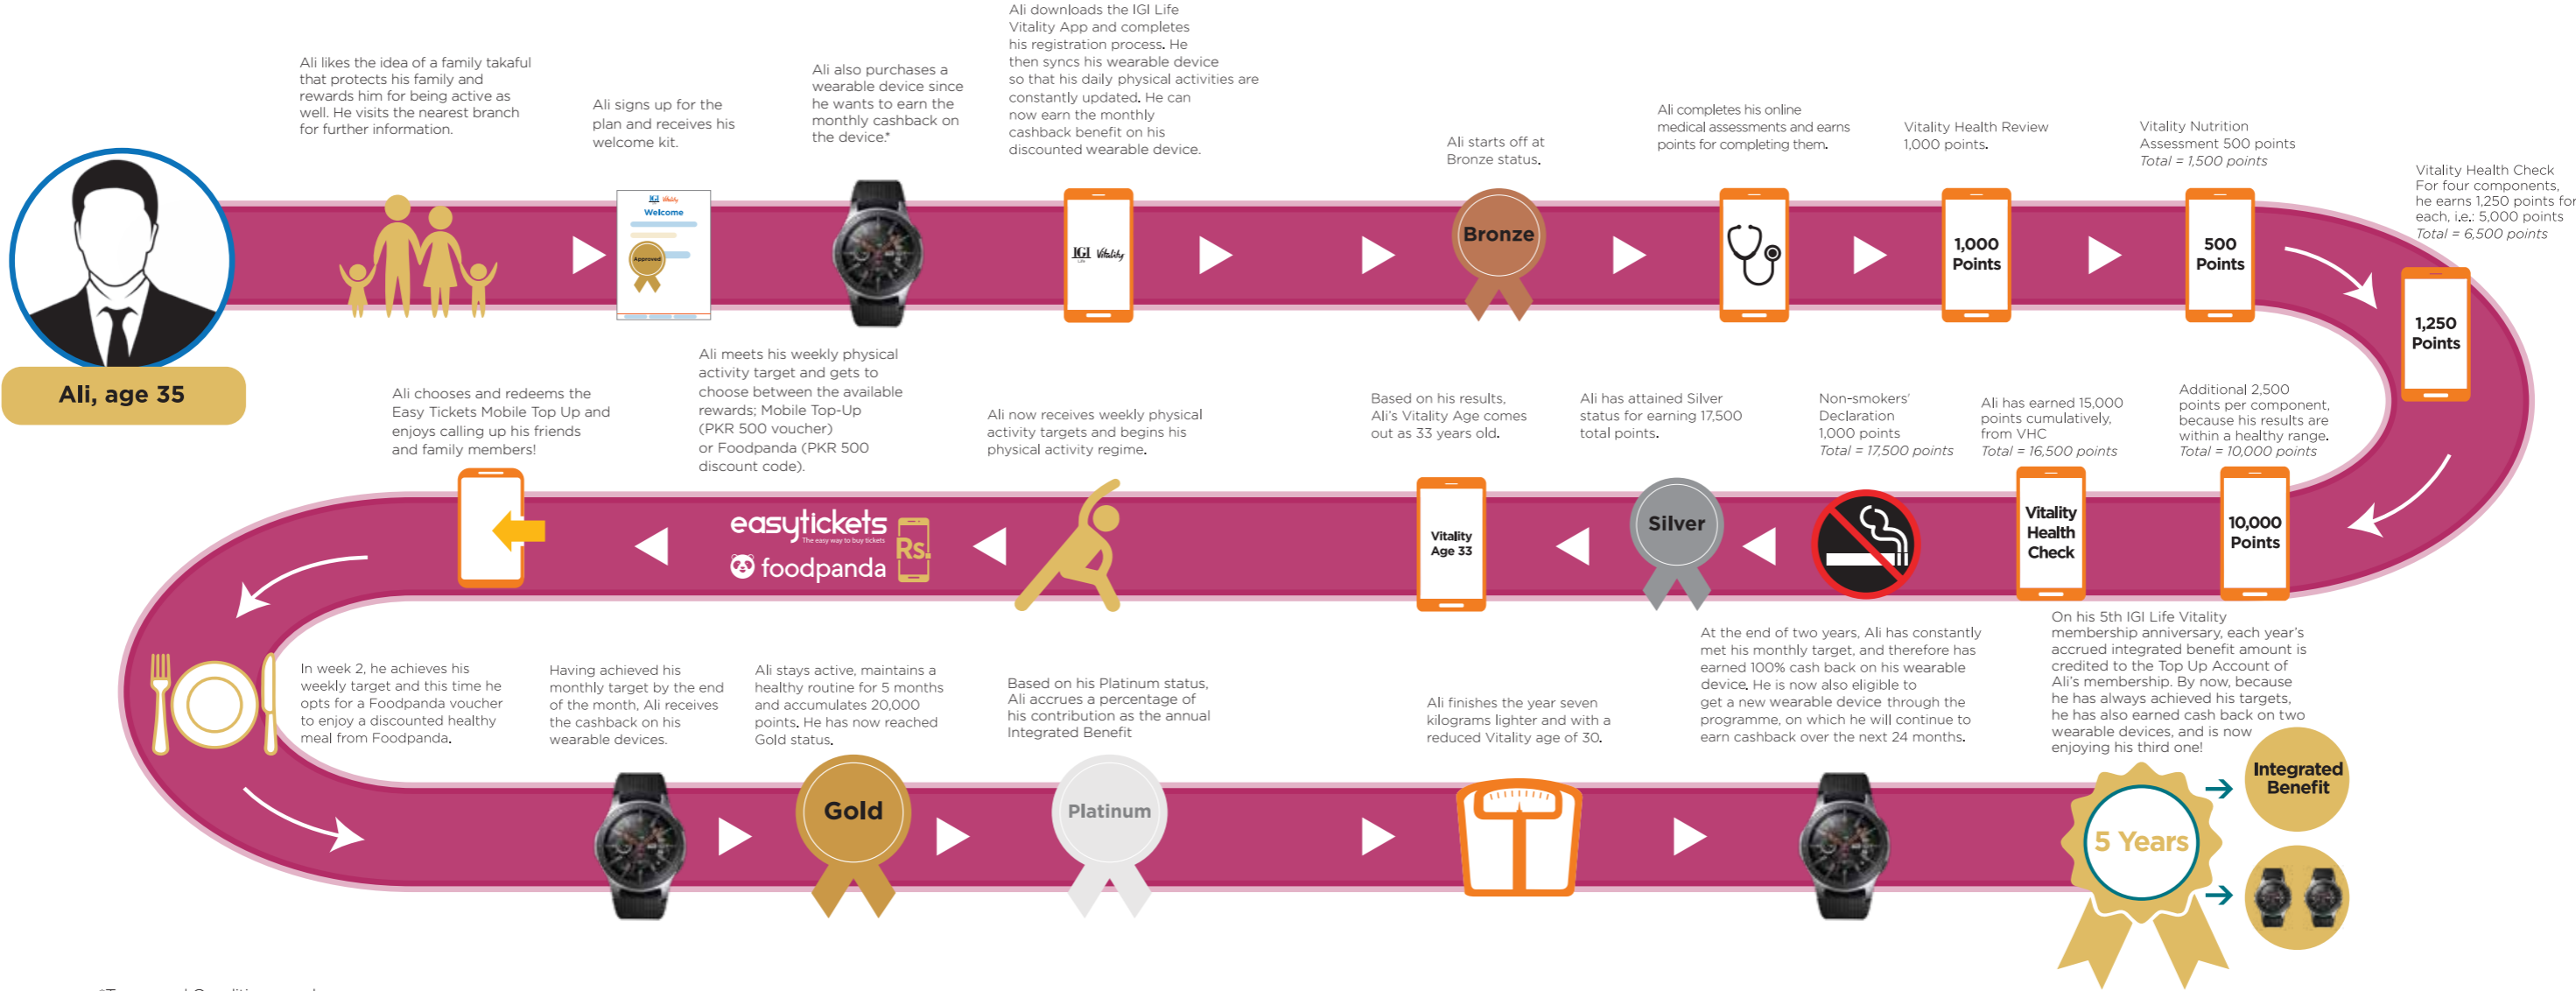 Ali likes the idea of a family takaful
that protects his family and
rewards him for being active as
well. He visits the nearest branch
for further information.
Ali signs up for the
plan and receives his
welcome kit.
Ali also purchases a
wearable device since
he wants to earn the
monthly cashback on
the device.*
Ali downloads the IGI Life
Vitality App and completes
his registration process. He
then syncs his wearable device
so that his daily physical activities are
constantly updated. He can
now earn the monthly
cashback benefit on his
discounted wearable device.
Ali starts off at
Bronze status.
Ali completes his online
medical assessments and earns
points for completing them.
Vitality Health Review
1,000 points.
Vitality Nutrition
Assessment 500 points
Total = 1,500 points
Vitality Health Check
For four components,
he earns 1,250 points for
each, i.e.: 5,000 points
Total = 6,500 points
Ali, age 35
IGI Vitality
Welcome
Approved
IGI Life Vitality
Bronze
1,000
Points
500
Points
1,250
Points
Additional 2,500
points per component,
because his results are
within a healthy range.
Total = 10,000 points
Ali has earned 15,000
points cumulatively,
from VHC
Total = 16,500 points
Non-smokers'
Declaration
1,000 points
Total = 17,500 points
Ali has attained Silver
status for earning 17,500
total points.
Based on his results,
Ali's Vitality Age comes
out as 33 years old.
Ali now receives weekly physical
activity targets and begins his
physical activity regime.
Ali meets his weekly physical
activity target and gets to
choose between the available
rewards; Mobile Top-Up
(PKR 500 voucher)
or Foodpanda (PKR 500
discount code).
Ali chooses and redeems the
Easy Tickets Mobile Top Up and
enjoys calling up his friends
and family members!
10,000
Points
Vitality
Health
Check
Silver
Vitality
Age 33
easytickets
The easy way to buy tickets
Rs.
foodpanda
In week 2, he achieves his
weekly target and this time he
opts for a Foodpanda voucher
to enjoy a discounted healthy
meal from Foodpanda.
Having achieved his
monthly target by the end
of the month, Ali receives
the cashback on his
wearable devices.
Ali stays active, maintains a
healthy routine for 5 months
and accumulates 20,000
points. He has now reached
Gold status.
Based on his Platinum status,
Ali accrues a percentage of
his contribution as the annual
Integrated Benefit
Ali finishes the year seven
kilograms lighter and with a
reduced Vitality age of 30.
At the end of two years, Ali has constantly
met his monthly target, and therefore has
earned 100% cash back on his wearable
device. He is now also eligible to
get a new wearable device through the
programme, on which he will continue to
earn cashback over the next 24 months.
On his 5th IGI Life Vitality
membership anniversary, each year's
accrued integrated benefit amount is
credited to the Top Up Account of
Ali's membership. By now, because
he has always achieved his targets,
he has also earned cash back on two
wearable devices, and is now
enjoying his third one!
Gold
Platinum
5 Years
Integrated
Benefit